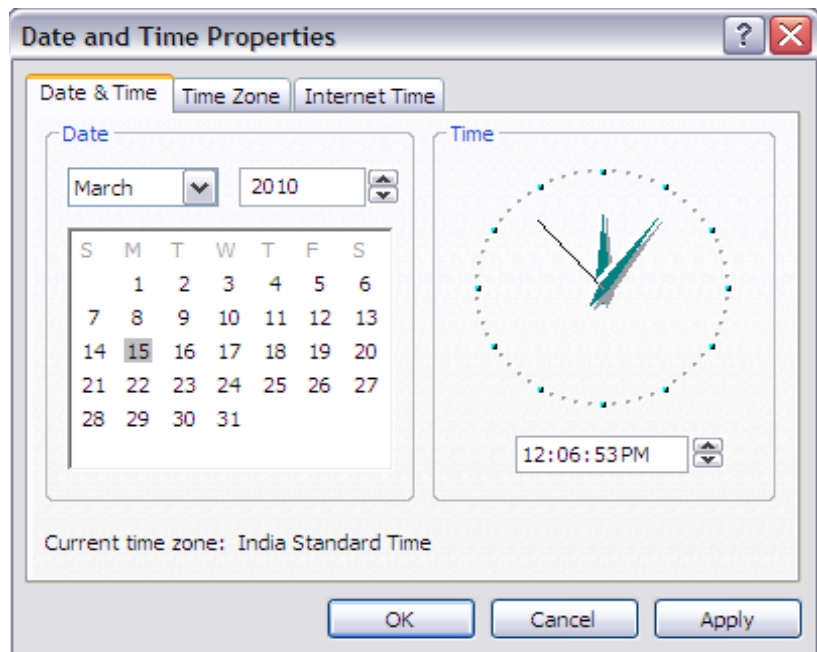 Date and Time Properties
Date & Time Time Zone Internet Time
Date
March 2010
S M T W T F S
1 2 3 4 5 6
7 8 9 10 11 12 13
14 15 16 17 18 19 20
21 22 23 24 25 26 27
28 29 30 31
Time
12:06:53 PM
Current time zone: India Standard Time
OK Cancel Apply